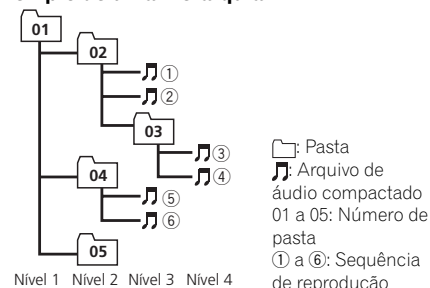 01
02
①
②
03
③
④
04
⑤
⑥
05
Nível 1 Nível 2 Nível 3 Nível 4
: Pasta
: Arquivo de
áudio compactado
01 a 05: Número de
pasta
① a ⑥: Sequência
de reprodução